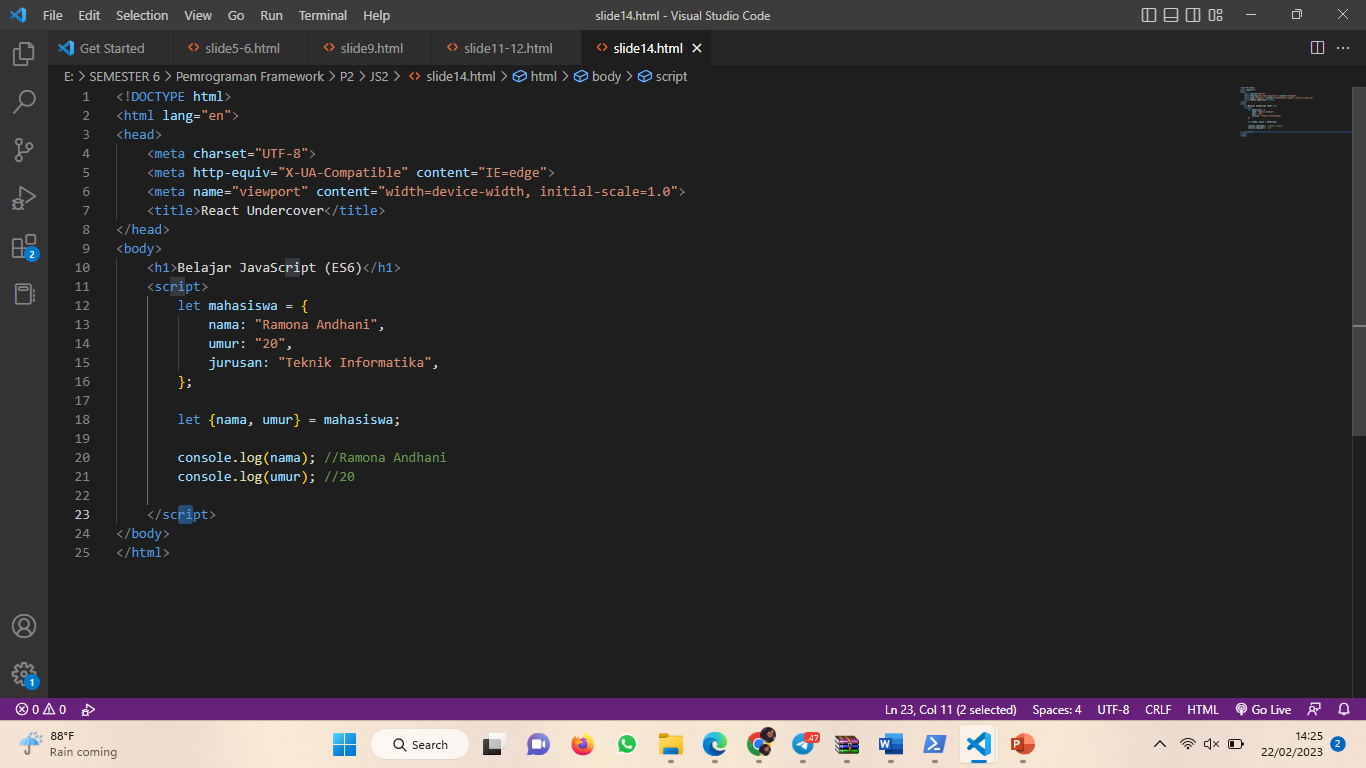 File Edit Selection View Go Run Terminal Help slide14.html - Visual Studio Code
Get Started slide5-6.html slide9.html slide11-12.html slide14.html
E: > SEMESTER 6 > Pemrograman Framework > P2 > JS2 > slide14.html > html > body > script
1 <!DOCTYPE html>
2 <html lang="en">
3 <head>
4 <meta charset="UTF-8">
5 <meta http-equiv="X-UA-Compatible" content="IE=edge">
6 <meta name="viewport" content="width=device-width, initial-scale=1.0">
7 <title>React Undercover</title>
8 </head>
9 <body>
10 <h1>Belajar JavaScript (ES6)</h1>
11 <script>
12 let mahasiswa = {
13 nama: "Ramona Andhani",
14 umur: "20",
15 jurusan: "Teknik Informatika",
16 };
17
18 let {nama, umur} = mahasiswa;
19
20 console.log(nama); //Ramona Andhani
21 console.log(umur); //20
22
23 </script>
24 </body>
25 </html>
2
1
0 0 Ln 23, Col 11 (2 selected) Spaces: 4 UTF-8 CRLF HTML Go Live
88°F
Rain coming
Search
47
14:25
22/02/2023
2